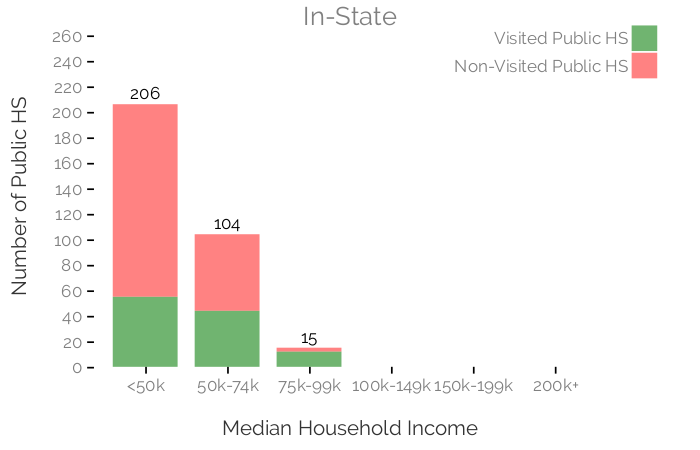 In-State
Visited Public HS
Non-Visited Public HS
Number of Public HS
260
240
220
200
180
160
140
120
100
80
60
40
20
0
206
104
15
<50k
50k-74k
75k-99k
100k-149k
150k-199k
200k+
Median Household Income